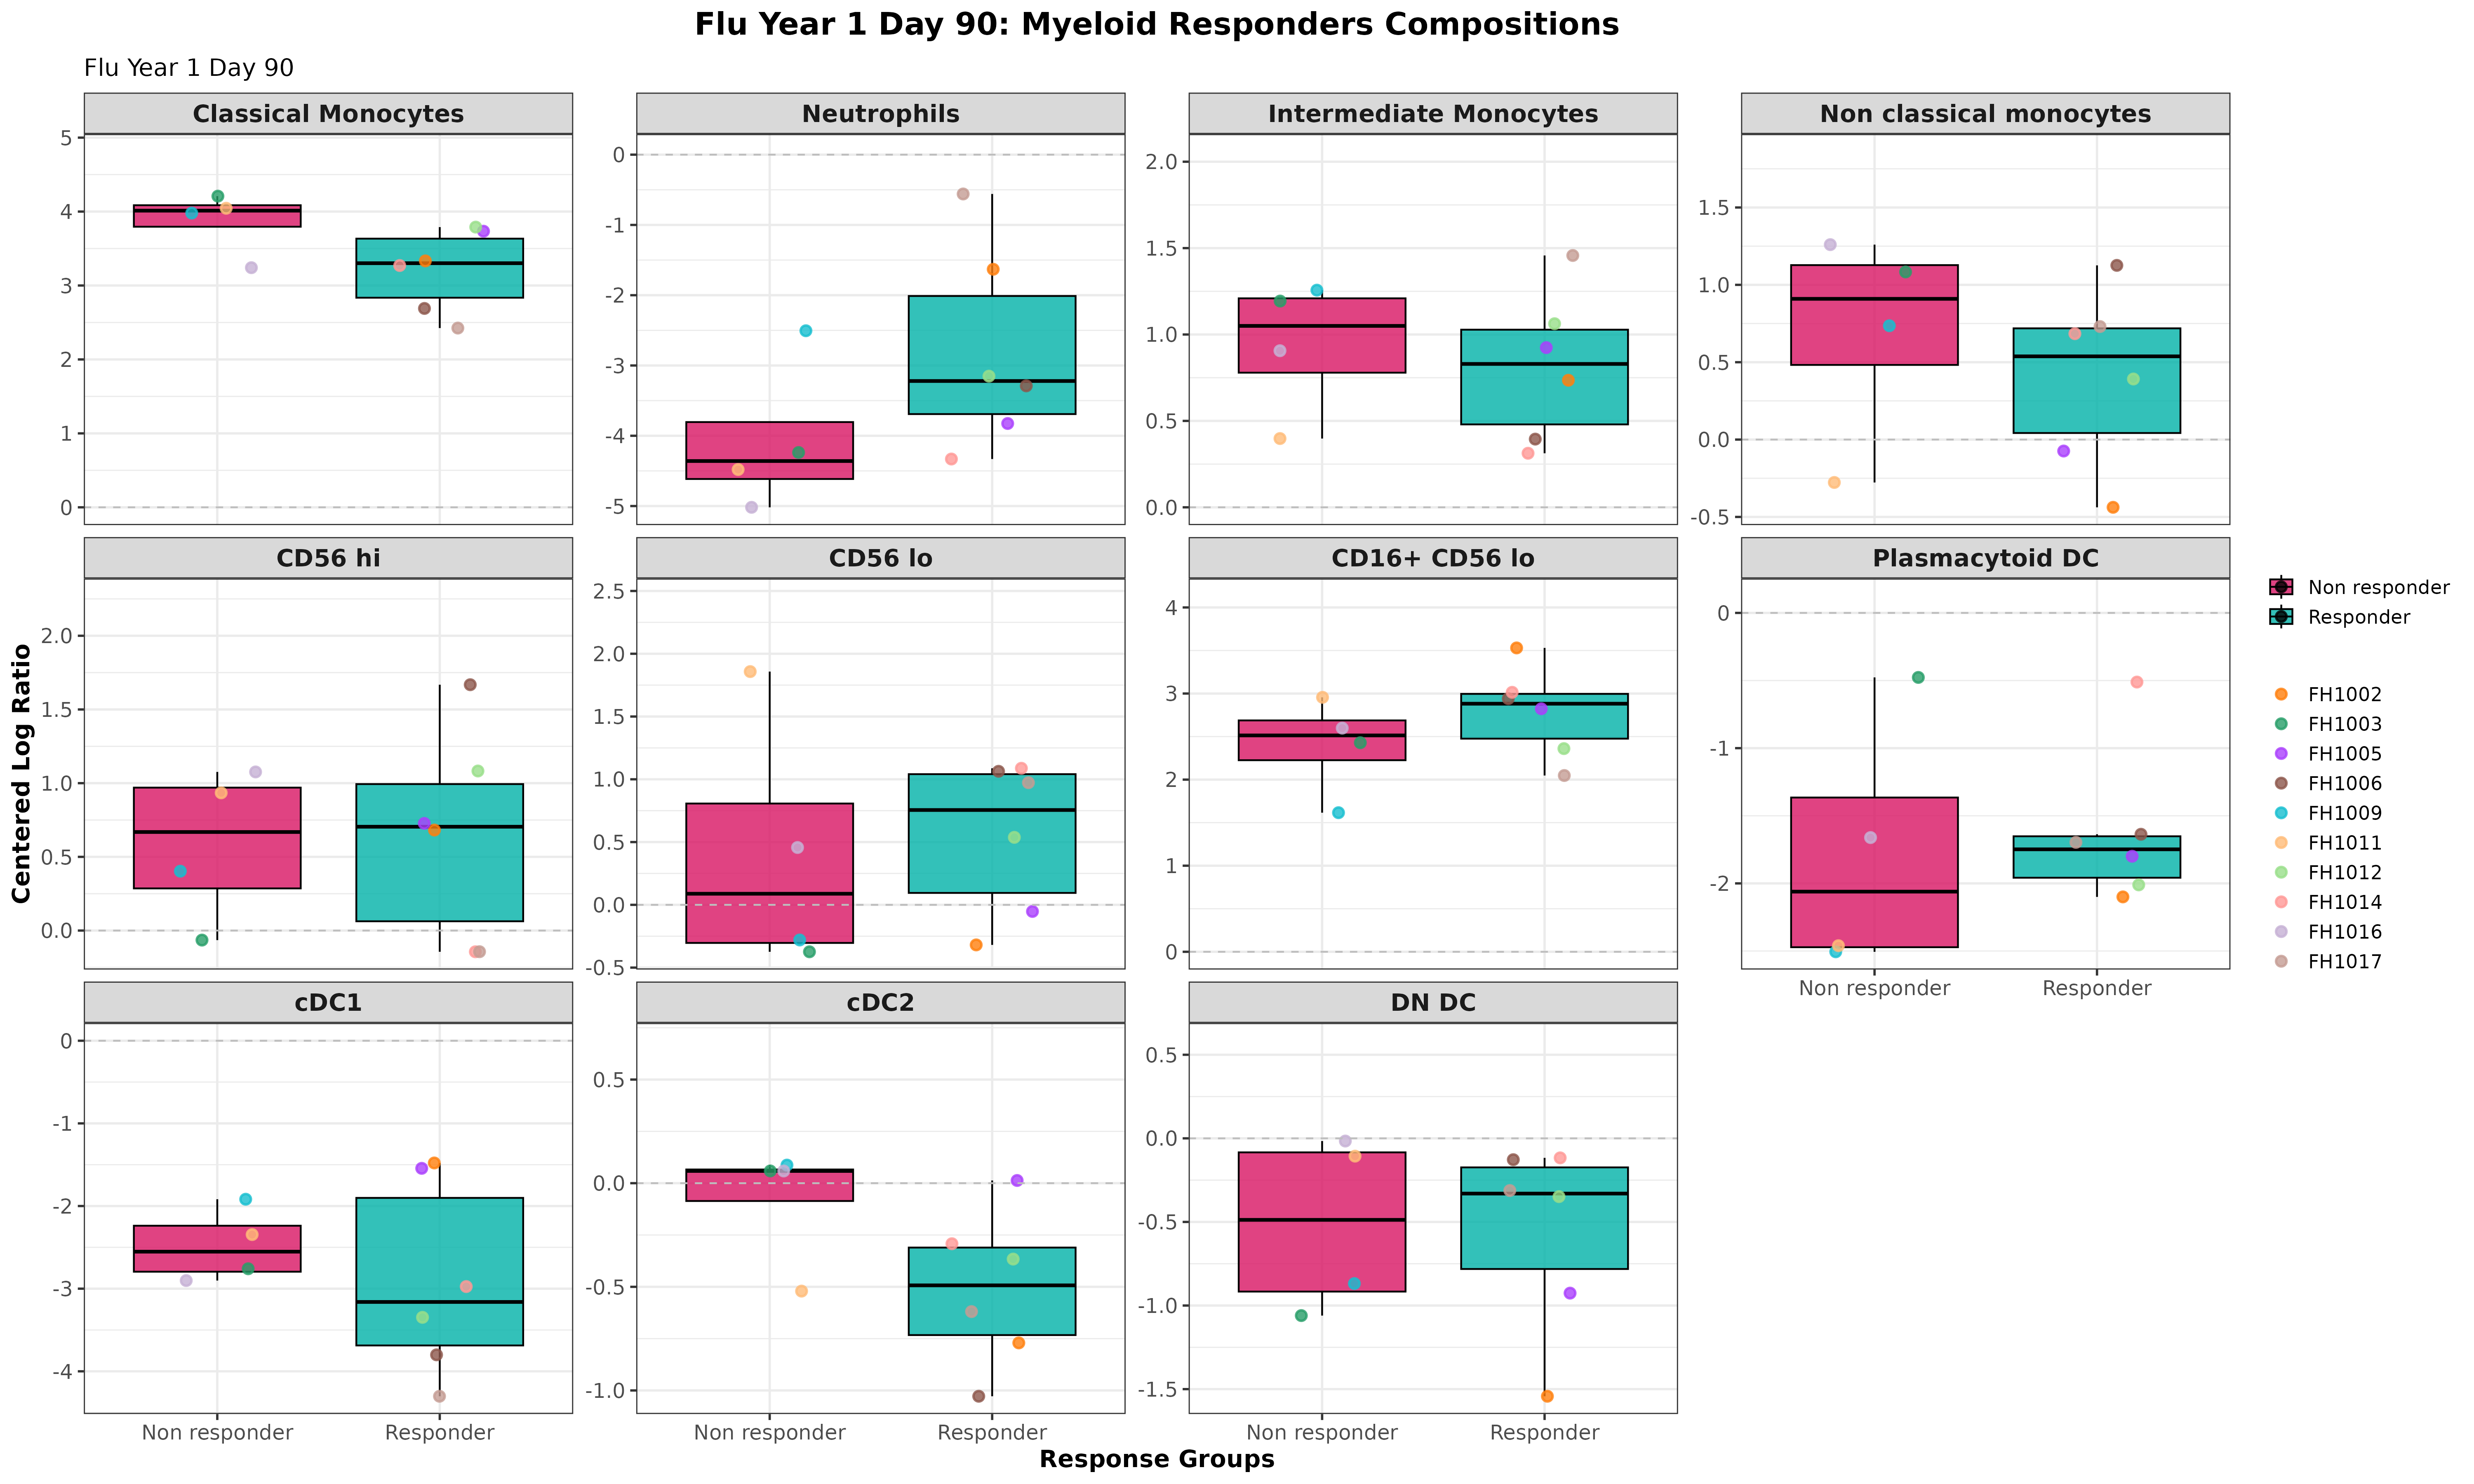 Flu Year 1 Day 90: Myeloid Responders Compositions
Flu Year 1 Day 90
Classical Monocytes
Neutrophils
Intermediate Monocytes
Non classical monocytes
5
4
3
2
1
0
0
-1
-2
-3
-4
-5
2.0
1.5
1.0
0.5
0.0
1.5
1.0
0.5
0.0
-0.5
CD56 hi
CD56 lo
CD16+ CD56 lo
Plasmacytoid DC
2.0
1.5
1.0
0.5
0.0
2.5
2.0
1.5
1.0
0.5
0.0
-0.5
4
3
2
1
0
0
-1
-2
Non responder
Responder
Centered Log Ratio
cDC1
cDC2
DN DC
0
-1
-2
-3
-4
0.5
0.0
-0.5
-1.0
0.5
0.0
-0.5
-1.0
-1.5
Non responder
Responder
Non responder
Responder
Non responder
Responder
Response Groups
Non responder
Responder
FH1002
FH1003
FH1005
FH1006
FH1009
FH1011
FH1012
FH1014
FH1016
FH1017